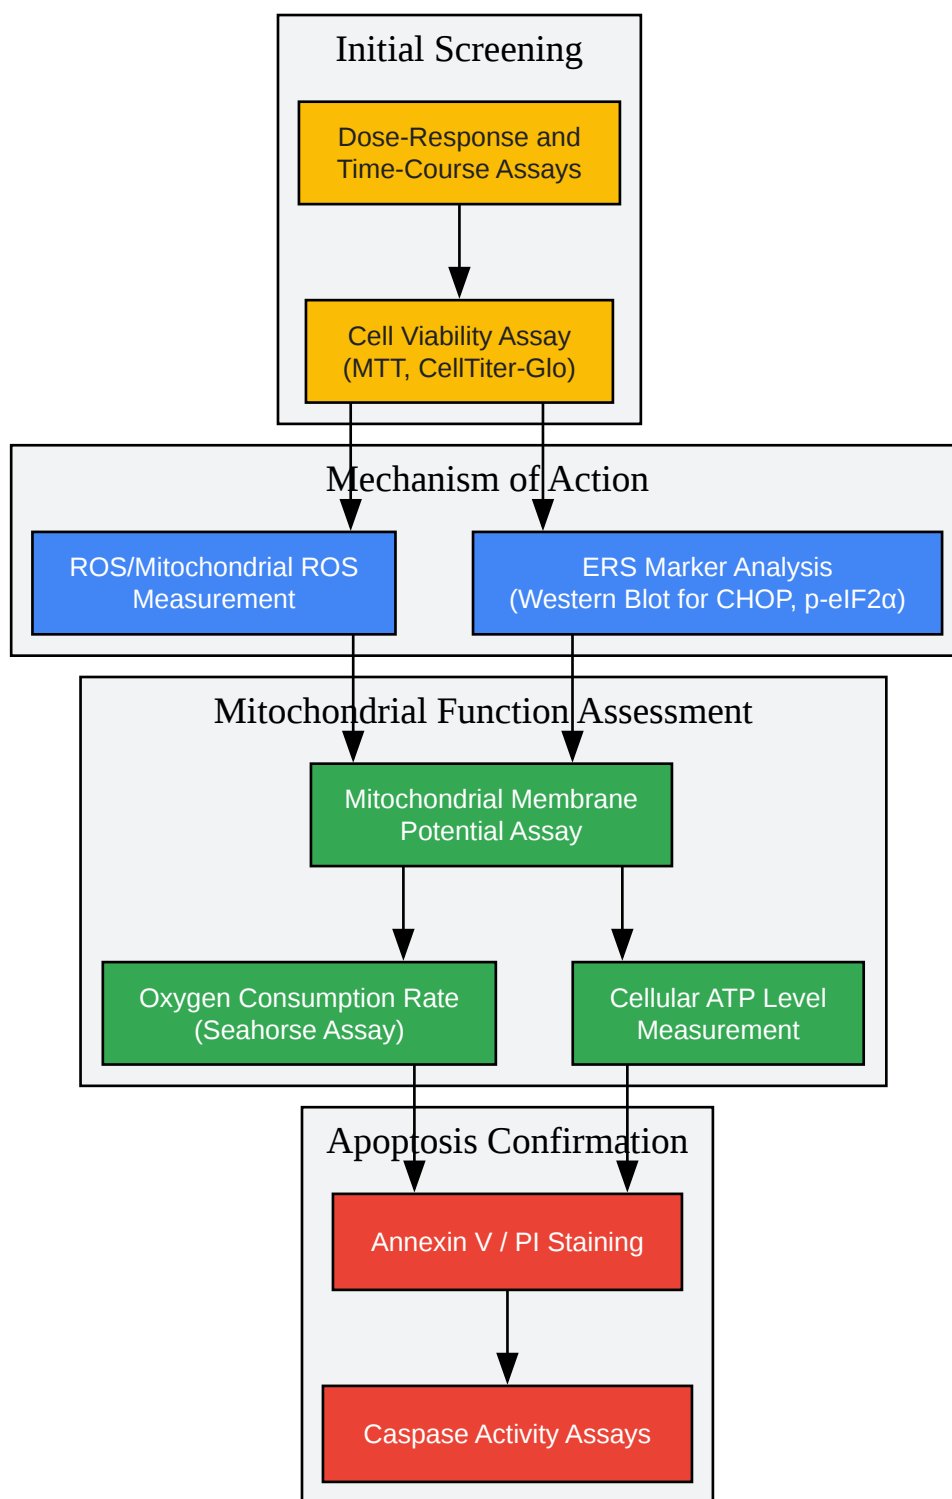 Initial Screening
Dose-Response and
Time-Course Assays
Cell Viability Assay
(MTT, CellTiter-Glo)
Mechanism of Action
ROS/Mitochondrial ROS
Measurement
ERS Marker Analysis
(Western Blot for CHOP, p-eIF2α)
Mitochondrial Function Assessment
Mitochondrial Membrane
Potential Assay
Oxygen Consumption Rate
(Seahorse Assay)
Cellular ATP Level
Measurement
Apoptosis Confirmation
Annexin V / PI Staining
Caspase Activity Assays